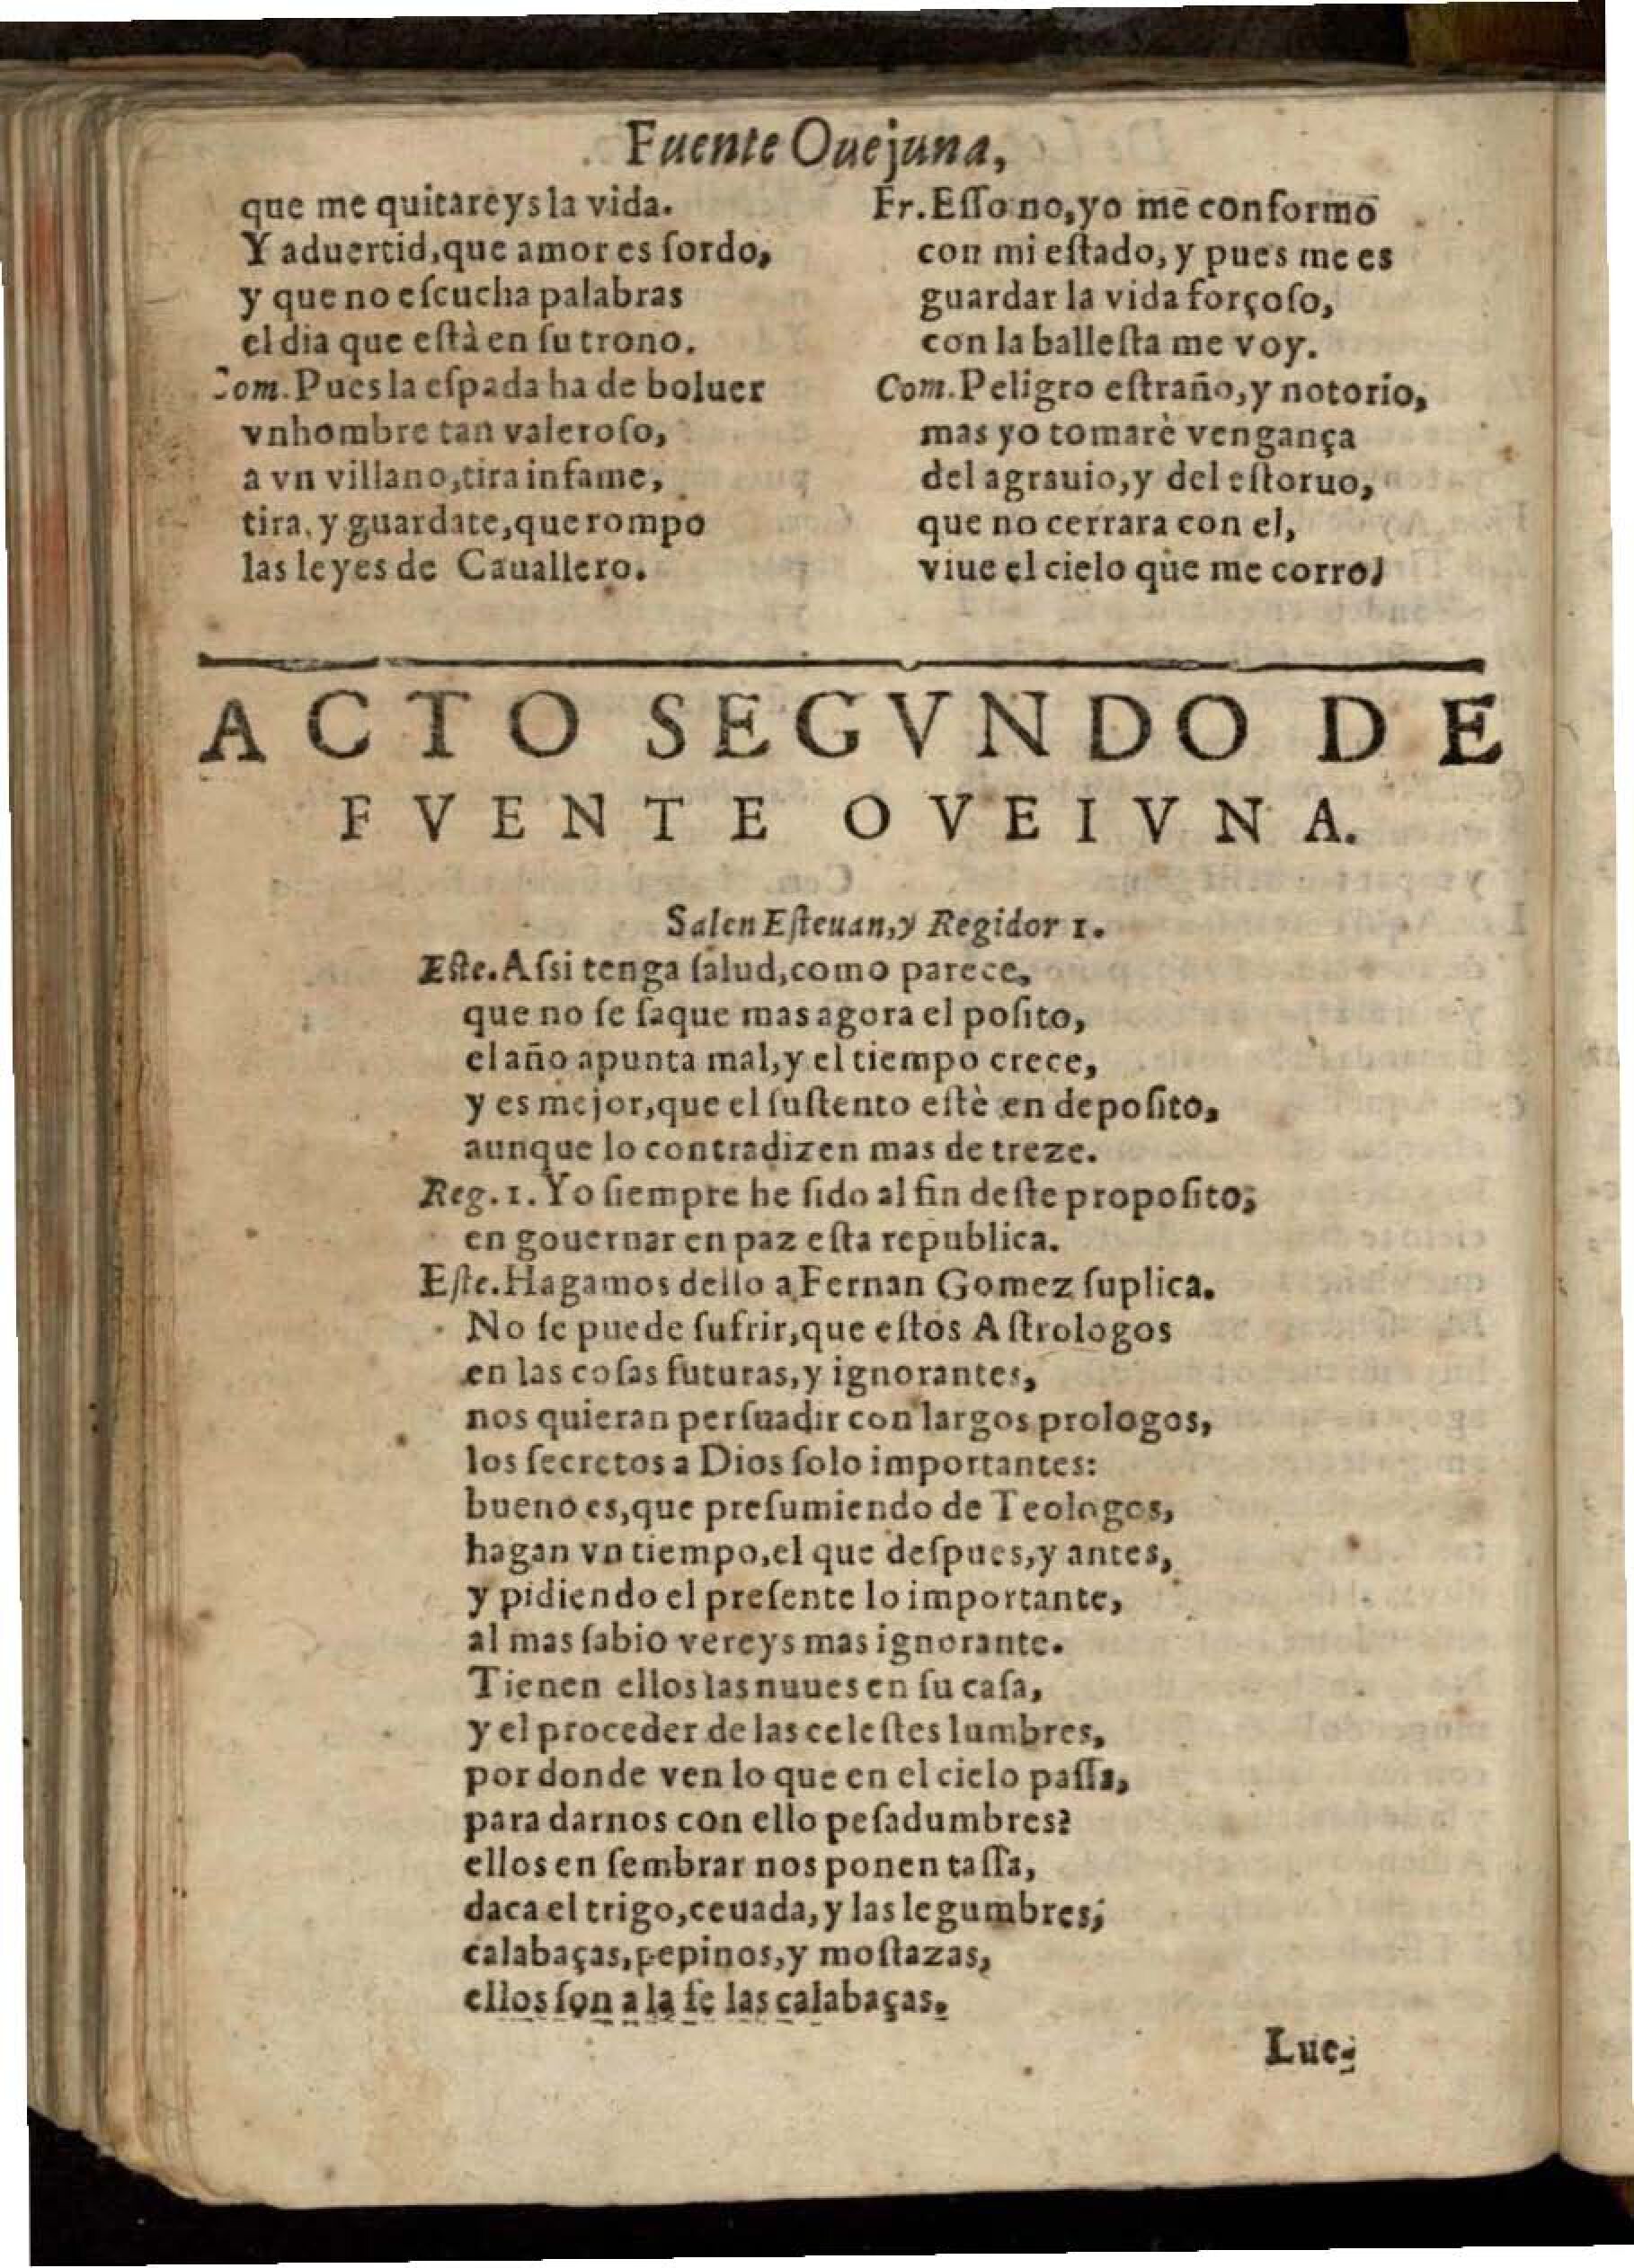 Fuente Ouejuna,
que me quitareys la vida.
Y aduertid, que amor es ſordo,
y que no eſcucha palabras
el dia que eſtà en ſu trono.
Com. Pues la eſpada ha de boluer
vn hombre tan valeroſo,
a vn villano, tira infame,
tira, y guardate, que rompo
las leyes de Cauallero.
Fr. Eſſo no, yo me conformo
con mi eſtado, y pues me es
guardar la vida forçoſo,
con la balleſta me voy.
Com. Peligro eſtraño, y notorio,
mas yo tomarè vengança
del agrauio, y del eſtoruo,
que no cerrara con el,
viue el cielo que me corro.
ACTO SEGVNDO DE
FVENTE OVEIVNA.
Salen Eſteuan, y Regidor 1.
Eſte. Aſsi tenga ſalud, como parece,
que no ſe ſaque mas agora el poſito,
el año apunta mal, y el tiempo crece,
y es mejor, que el ſuſtento eſtè en depoſito,
aunque lo contradizen mas de treze.
Reg. 1. Yo ſiempre he ſido al fin deſte propoſito,
en gouernar en paz eſta republica.
Eſte. Hagamos dello a Fernan Gomez ſuplica.
No ſe puede ſufrir, que eſtos Aſtrologos
en las coſas futuras, y ignorantes,
nos quieran perſuadir con largos prologos,
los ſecretos a Dios ſolo importantes:
bueno es, que preſumiendo de Teologos,
hagan vn tiempo, el que deſpues, y antes,
y pidiendo el preſente lo importante,
al mas ſabio vereys mas ignorante.
Tienen ellos las nuues en ſu caſa,
y el proceder de las celeſtes lumbres,
por donde ven lo que en el cielo paſſa,
para darnos con ello peſadumbres?
ellos en ſembrar nos ponen taſſa,
daca el trigo, ceuada, y las legumbres,
calabaças, pepinos, y moſtazas,
ellos ſon a la fe las calabaças.
Lue-